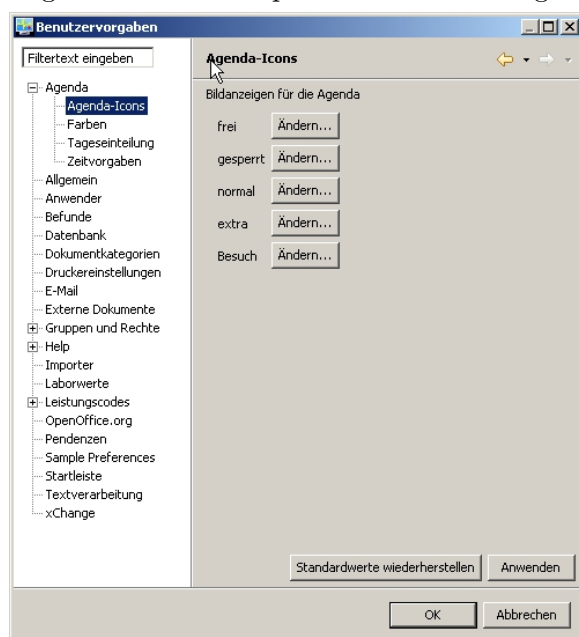 Benutzervorgaben
Filtertext eingeben
Agenda
Agenda-Icons
Farben
Tageseinteilung
Zeitvorgaben
Allgemein
Anwender
Befunde
Datenbank
Dokumentkategorien
Druckereinstellungen
E-Mail
Externe Dokumente
Gruppen und Rechte
Help
Importer
Laborwerte
Leistungscodes
OpenOffice.org
Pendenzen
Sample Preferences
Startleiste
Textverarbeitung
xChange
Agenda-Icons
Bildanzeigen für die Agenda
frei Ändern...
gesperrt Ändern...
normal Ändern...
extra Ändern...
Besuch Ändern...
Standardwerte wiederherstellen Anwenden
OK Abbrechen